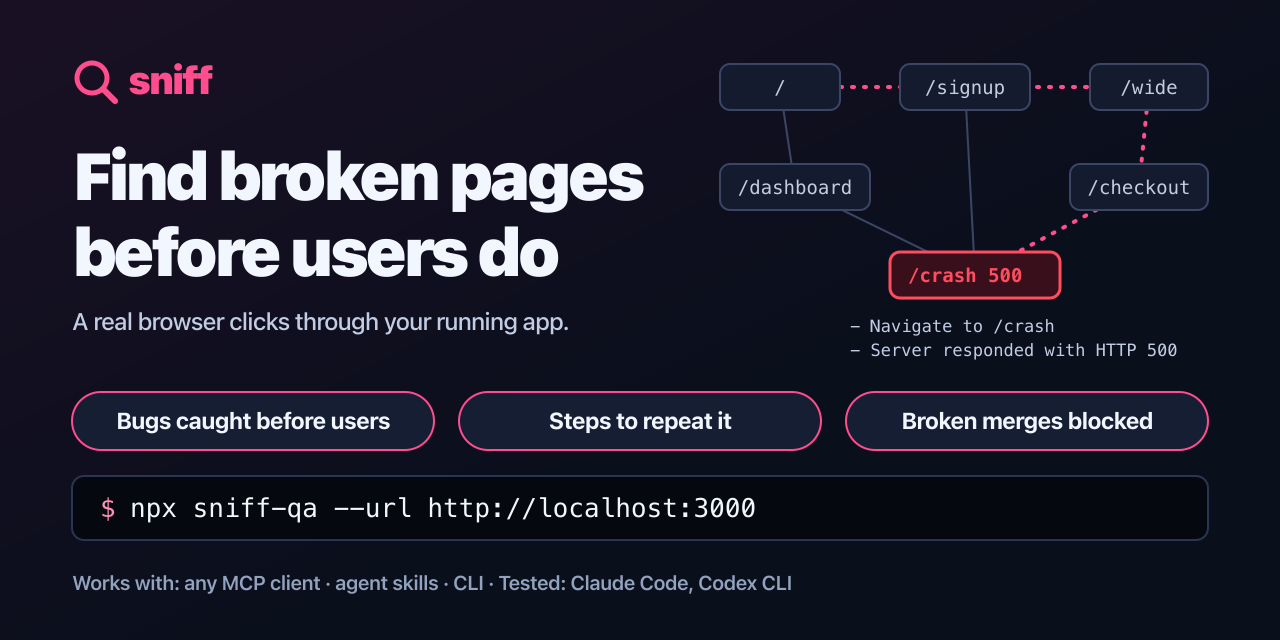 sniff
Find broken pages
before users do
A real browser clicks through your running app.
/
/signup
/wide
/dashboard
/checkout
/crash 500
– Navigate to /crash
– Server responded with HTTP 500
Bugs caught before users
Steps to repeat it
Broken merges blocked
$ npx sniff-qa --url http://localhost:3000
Works with: any MCP client · agent skills · CLI · Tested: Claude Code, Codex CLI